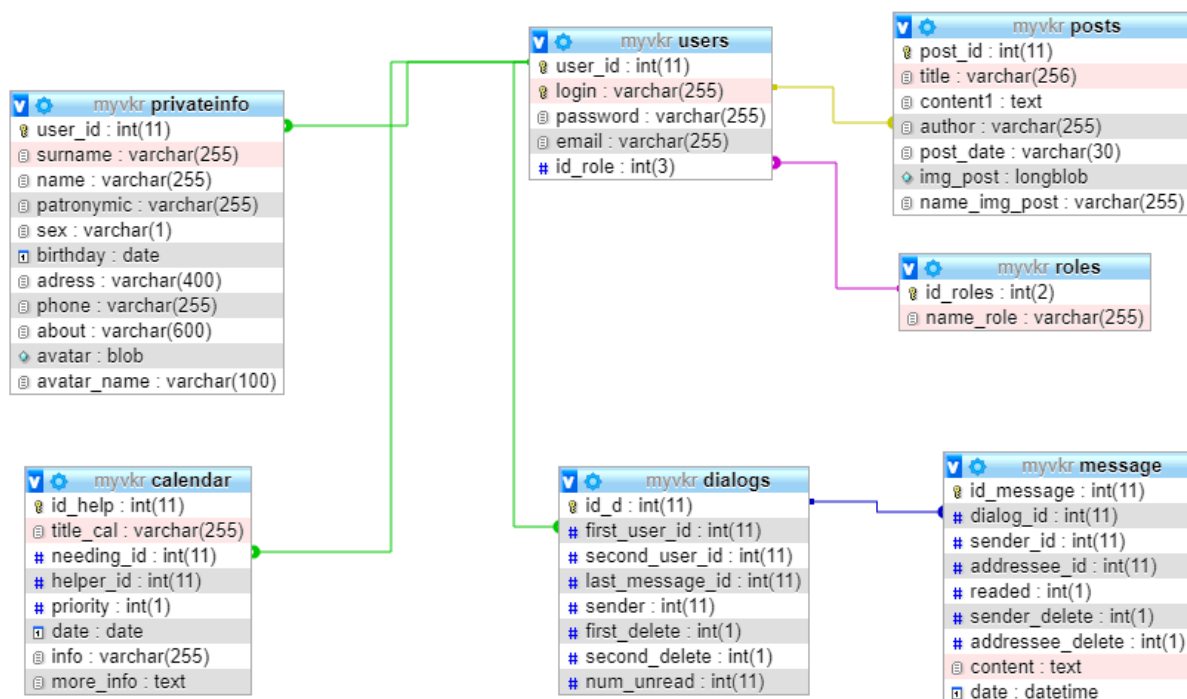 myvkr privateinfo
user_id : int(11)
surname : varchar(255)
name : varchar(255)
patronymic : varchar(255)
sex : varchar(1)
birthday : date
adress : varchar(400)
phone : varchar(255)
about : varchar(600)
avatar : blob
avatar_name : varchar(100)
myvkr users
user_id : int(11)
login : varchar(255)
password : varchar(255)
email : varchar(255)
id_role : int(3)
myvkr posts
post_id : int(11)
title : varchar(256)
content1 : text
author : varchar(255)
post_date : varchar(30)
img_post : longblob
name_img_post : varchar(255)
myvkr roles
id_roles : int(2)
name_role : varchar(255)
myvkr calendar
id_help : int(11)
title_cal : varchar(255)
needing_id : int(11)
helper_id : int(11)
priority : int(1)
date : date
info : varchar(255)
more_info : text
myvkr dialogs
id_d : int(11)
first_user_id : int(11)
second_user_id : int(11)
last_message_id : int(11)
sender : int(11)
first_delete : int(1)
second_delete : int(1)
num_unread : int(11)
myvkr message
id_message : int(11)
dialog_id : int(11)
sender_id : int(11)
addressee_id : int(11)
readed : int(1)
sender_delete : int(1)
addressee_delete : int(1)
content : text
date : datetime